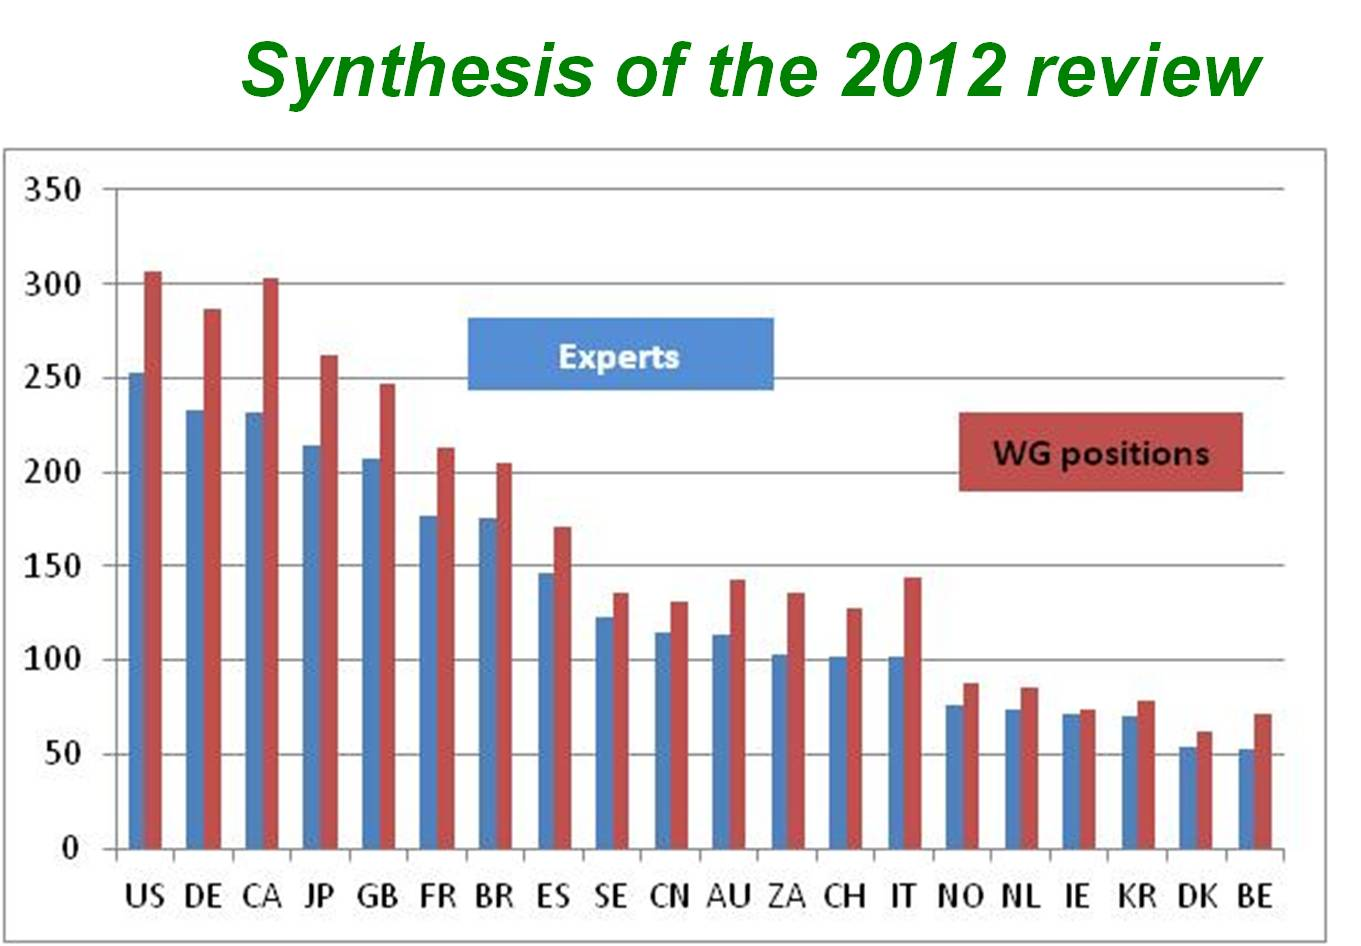 Synthesis of the 2012 review
350
300
250
200
150
100
50
0
Experts
WG positions
US DE CA JP GB FR BR ES SE CN AU ZA CH IT NO NL IE KR DK BE